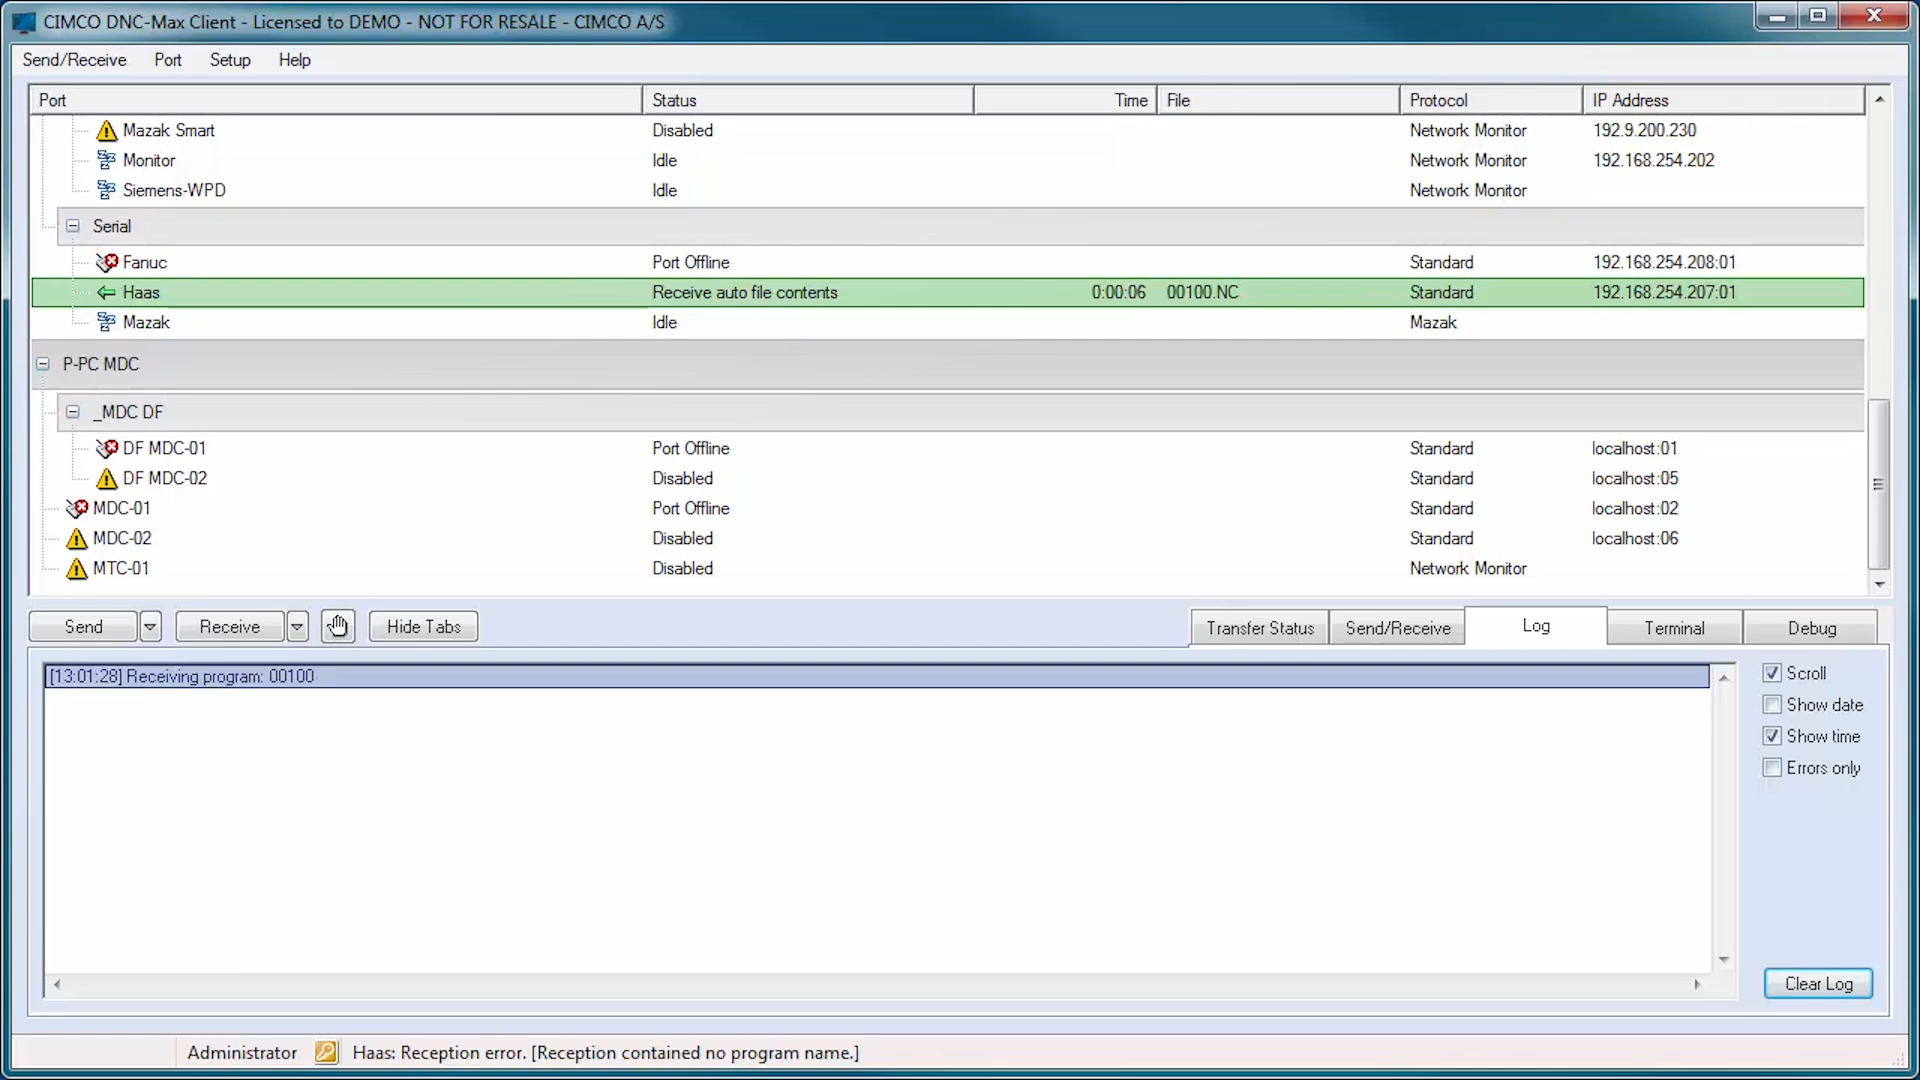 CIMCO DNC-Max Client - Licensed to DEMO - NOT FOR RESALE - CIMCO A/S
Send/Receive Port Setup Help
Port Status Time File Protocol IP Address
Mazak Smart Disabled Network Monitor 192.9.200.230
Monitor Idle Network Monitor 192.168.254.202
Siemens-WPD Idle Network Monitor
Serial
Fanuc Port Offline Standard 192.168.254.208:01
Haas Receive auto file contents 0:00:06 00100.NC Standard 192.168.254.207:01
Mazak Idle Mazak
P-PC MDC
_MDC DF
DF MDC-01 Port Offline Standard localhost:01
DF MDC-02 Disabled Standard localhost:05
MDC-01 Port Offline Standard localhost:02
MDC-02 Disabled Standard localhost:06
MTC-01 Disabled Network Monitor
Send Receive Hide Tabs Transfer Status Send/Receive Log Terminal Debug
[13:01:28] Receiving program: 00100
Scroll
Show date
Show time
Errors only
Clear Log
Administrator Haas: Reception error. [Reception contained no program name.]